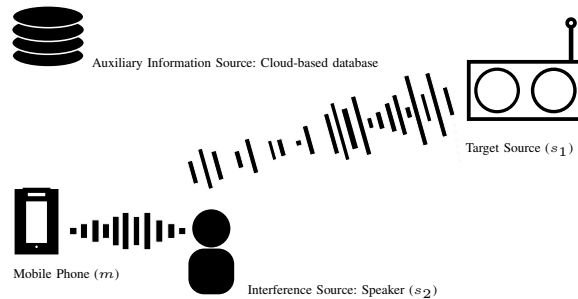 Auxiliary Information Source: Cloud-based database
Target Source (s1)
Mobile Phone (m)
Interference Source: Speaker (s2)